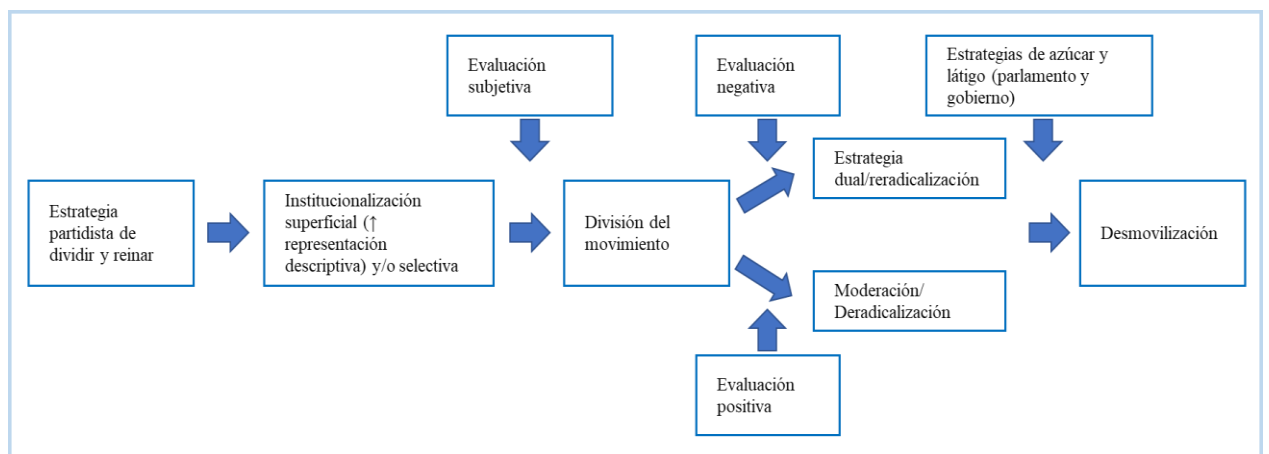 Evaluación
subjetiva
Evaluación
negativa
Estrategias de azúcar y
látigo (parlamento y
gobierno)
Estrategia
partidista de
dividir y reinar
Institucionalización
superficial (↑
representación
descriptiva) y/o selectiva
División del
movimiento
Estrategia
dual/reradicalización
Moderación/
Deradicalización
Desmovilización
Evaluación
positiva